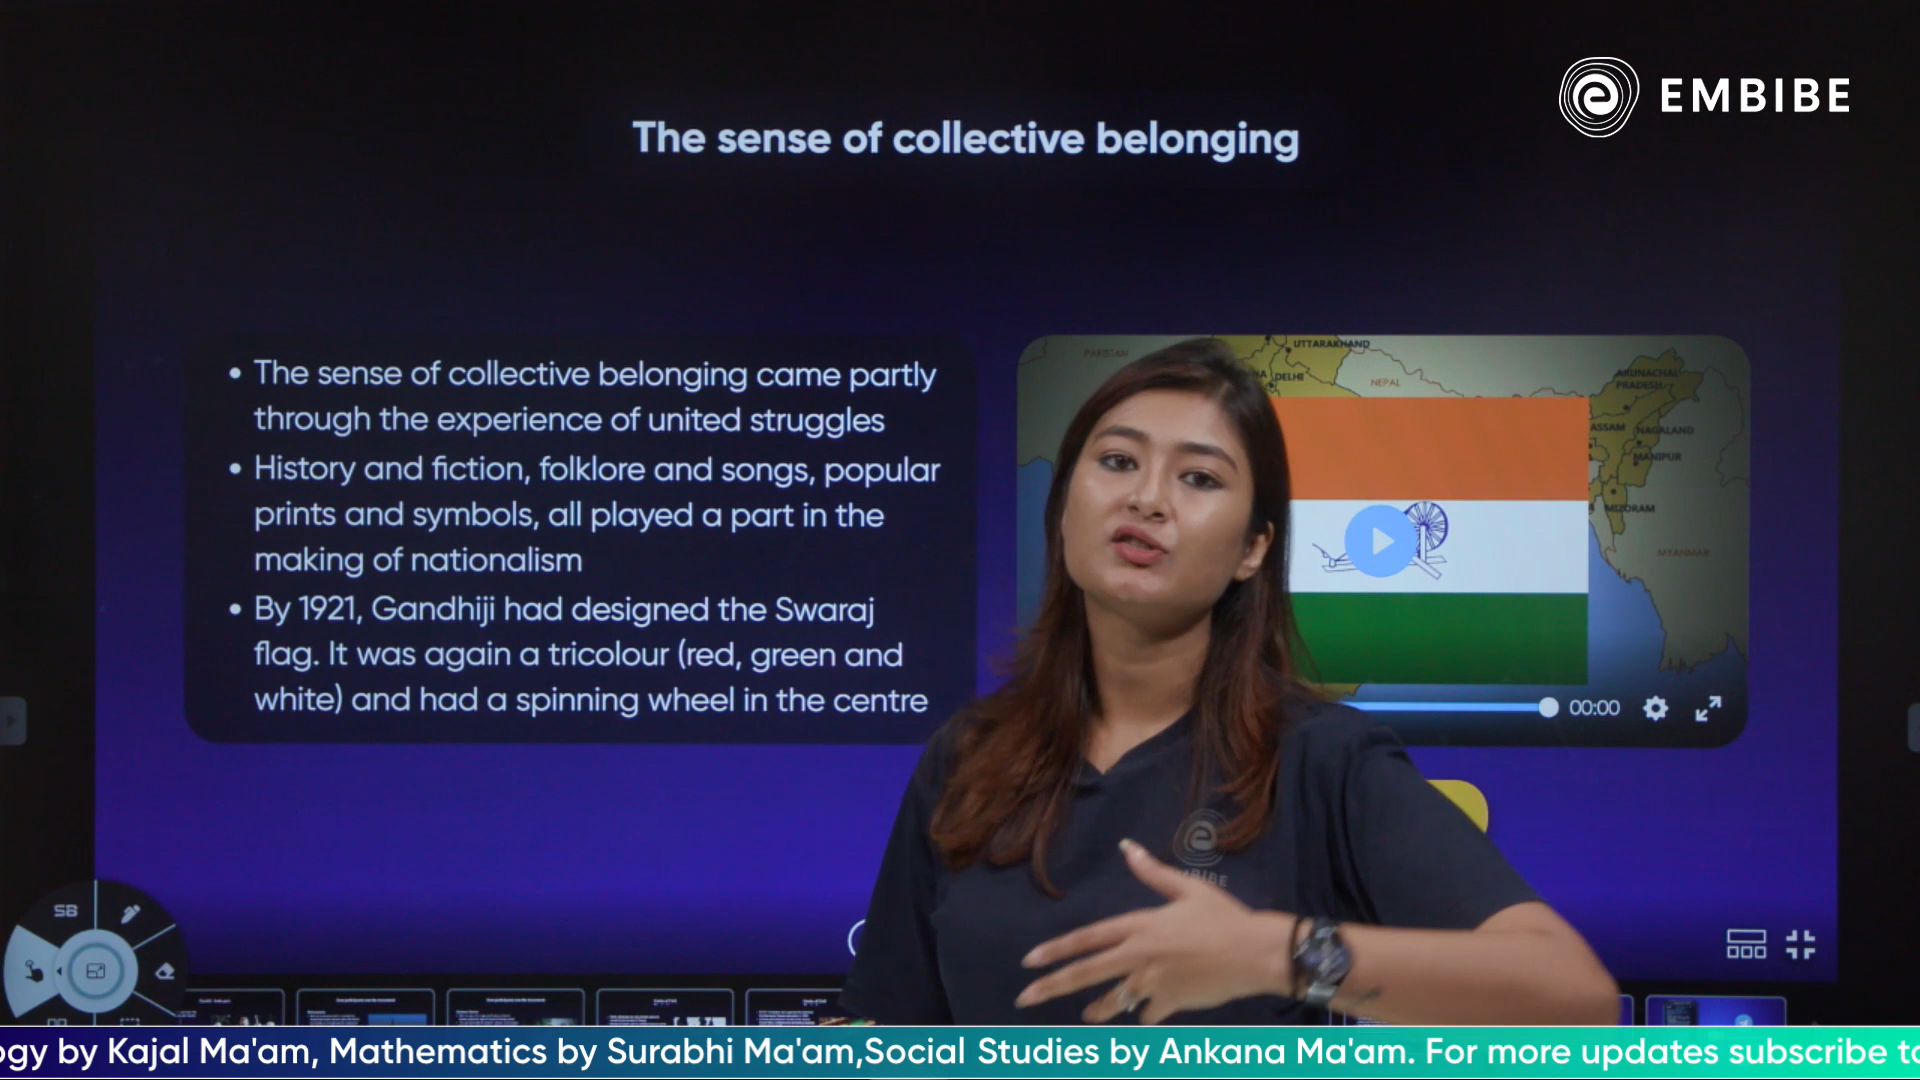 EMBIBE
The sense of collective belonging
• The sense of collective belonging came partly
through the experience of united struggles
• History and fiction, folklore and songs, popular
prints and symbols, all played a part in the
making of nationalism
• By 1921, Gandhiji had designed the Swaraj
flag. It was again a tricolour (red, green and
white) and had a spinning wheel in the centre
PAKISTAN
UTTARAKHAND
DELHI
NEPAL
ARUNACHAL
PRADESH
ASSAM
NAGALAND
MANIPUR
MIZORAM
MYANMAR
00:00
SB
ogy by Kajal Ma'am, Mathematics by Surabhi Ma'am,Social Studies by Ankana Ma'am. For more updates subscribe to